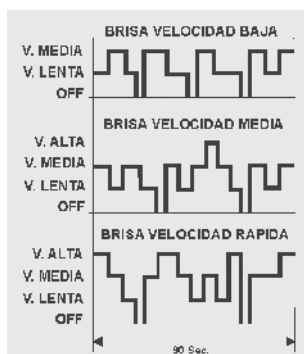 BRISA VELOCIDAD BAJA
V. MEDIA
V. LENTA
OFF
BRISA VELOCIDAD MEDIA
V. ALTA
V. MEDIA
V. LENTA
OFF
BRISA VELOCIDAD RAPIDA
V. ALTA
V. MEDIA
V. LENTA
OFF
90 Sec.